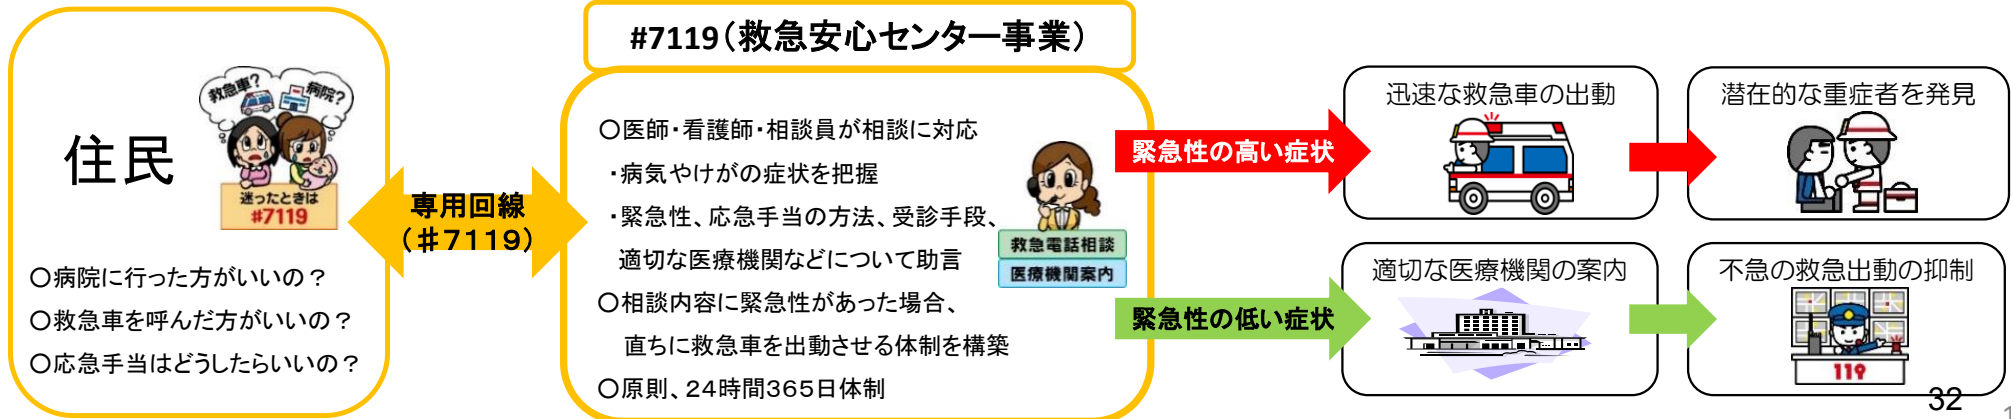 救急車?
病院?
住民
迷ったときは
#7119
〇病院に行った方がいいの？
〇救急車を呼んだ方がいいの？
〇応急手当はどうしたらいいの？
専用回線
(♯7119)
#7119(救急安心センター事業)
〇医師・看護師・相談員が相談に対応
・病気やけがの症状を把握
・緊急性、応急手当の方法、受診手段、
適切な医療機関などについて助言
〇相談内容に緊急性があった場合、
直ちに救急車を出動させる体制を構築
〇原則、24時間365日体制
救急電話相談
医療機関案内
緊急性の高い症状
迅速な救急車の出動
潜在的な重症者を発見
緊急性の低い症状
適切な医療機関の案内
不急の救急出動の抑制
119
32